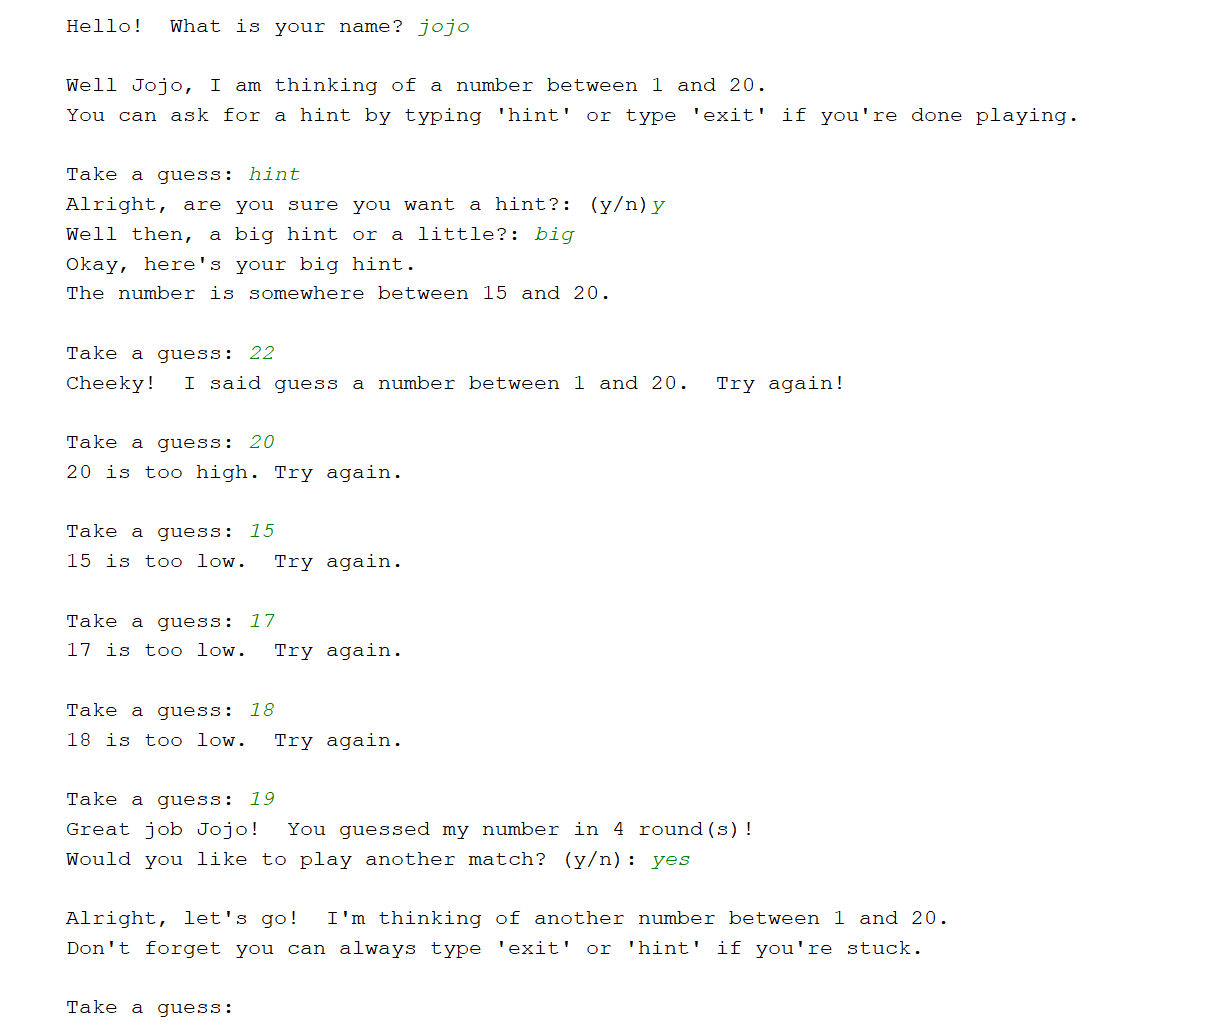 Hello!  What is your name? jojo
Well Jojo, I am thinking of a number between 1 and 20.
You can ask for a hint by typing 'hint' or type 'exit' if you're done playing.
Take a guess: hint
Alright, are you sure you want a hint?: (y/n)y
Well then, a big hint or a little?: big
Okay, here's your big hint.
The number is somewhere between 15 and 20.
Take a guess: 22
Cheeky!  I said guess a number between 1 and 20.  Try again!
Take a guess: 20
20 is too high. Try again.
Take a guess: 15
15 is too low.  Try again.
Take a guess: 17
17 is too low.  Try again.
Take a guess: 18
18 is too low.  Try again.
Take a guess: 19
Great job Jojo!  You guessed my number in 4 round(s)!
Would you like to play another match? (y/n): yes
Alright, let's go!  I'm thinking of another number between 1 and 20.
Don't forget you can always type 'exit' or 'hint' if you're stuck.
Take a guess: